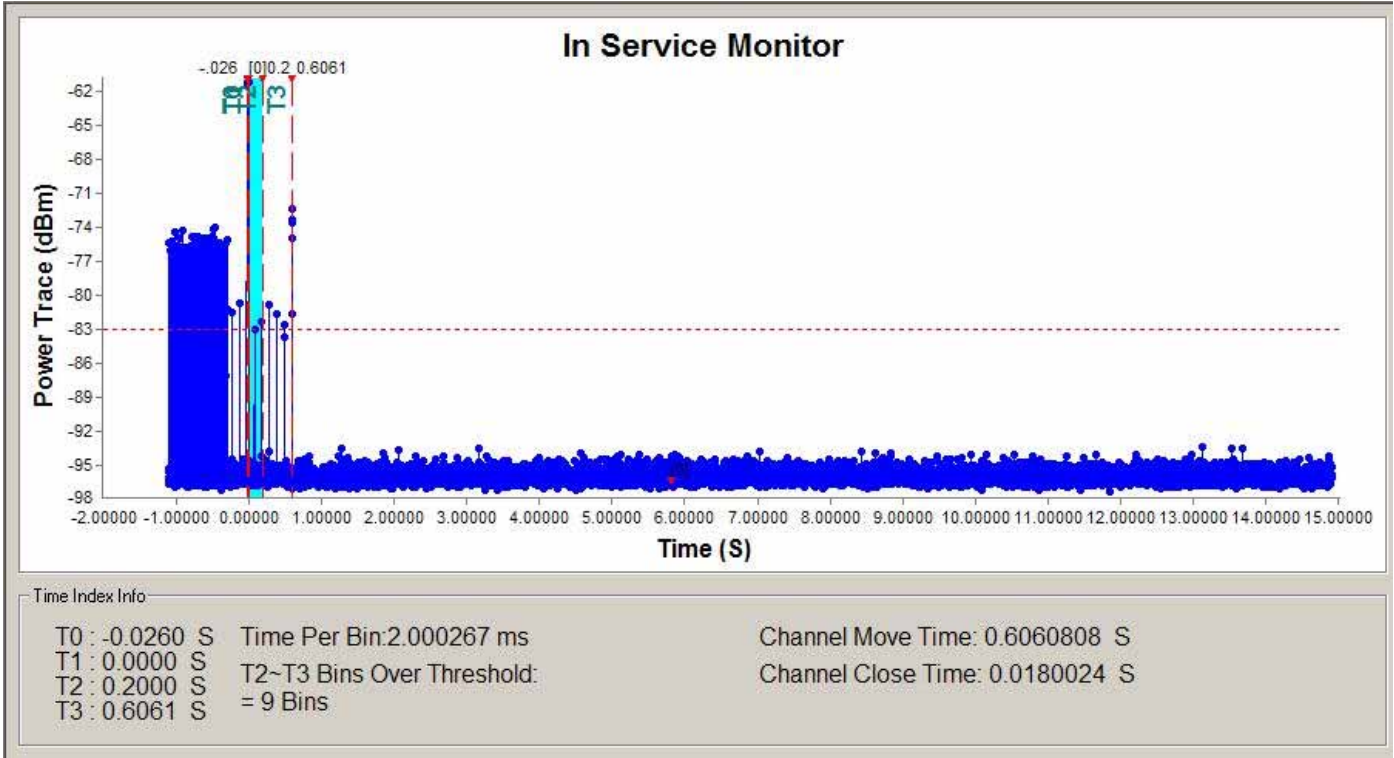 In Service Monitor
-.026 [0]0.2 0.6061
T0 T2 T3
Power Trace (dBm)
-62
-65
-68
-71
-74
-77
-80
-83
-86
-89
-92
-95
-98
-2.00000 -1.00000 0.00000 1.00000 2.00000 3.00000 4.00000 5.00000 6.00000 7.00000 8.00000 9.00000 10.00000 11.00000 12.00000 13.00000 14.00000 15.00000
Time (S)
Time Index Info
T0 : -0.0260 S
T1 : 0.0000 S
T2 : 0.2000 S
T3 : 0.6061 S
Time Per Bin:2.000267 ms
T2~T3 Bins Over Threshold:
= 9 Bins
Channel Move Time: 0.6060808 S
Channel Close Time: 0.0180024 S